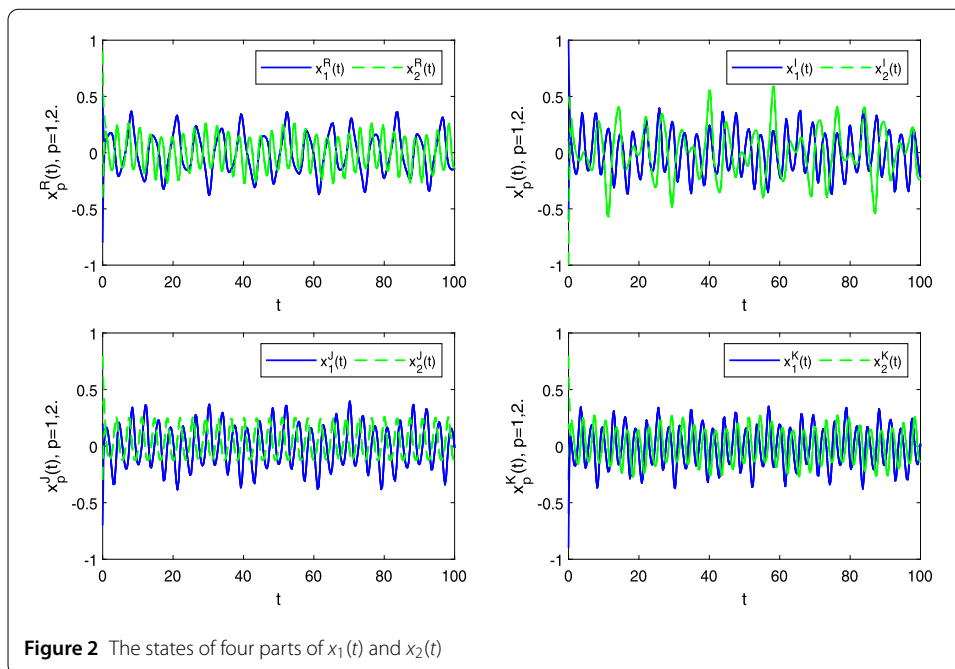 1
0.5
0
-0.5
-1
x_p^R(t), p=1,2.
x_1^R(t) x_2^R(t)
0 20 40 60 80 100
t
1
0.5
0
-0.5
-1
x_p^I(t), p=1,2.
x_1^I(t) x_2^I(t)
0 20 40 60 80 100
t
1
0.5
0
-0.5
-1
x_p^J(t), p=1,2.
x_1^J(t) x_2^J(t)
0 20 40 60 80 100
t
1
0.5
0
-0.5
-1
x_p^K(t), p=1,2.
x_1^K(t) x_2^K(t)
0 20 40 60 80 100
t
Figure 2 The states of four parts of x_1(t) and x_2(t)